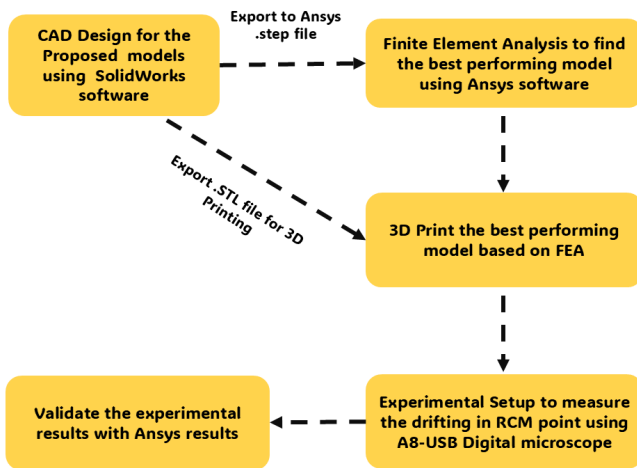 CAD Design for the
Proposed models
using SolidWorks
software
Export to Ansys
.step file
Finite Element Analysis to find
the best performing model
using Ansys software
Export .STL file for 3D
Printing
3D Print the best performing
model based on FEA
Experimental Setup to measure
the drifting in RCM point using
A8-USB Digital microscope
Validate the experimental
results with Ansys results